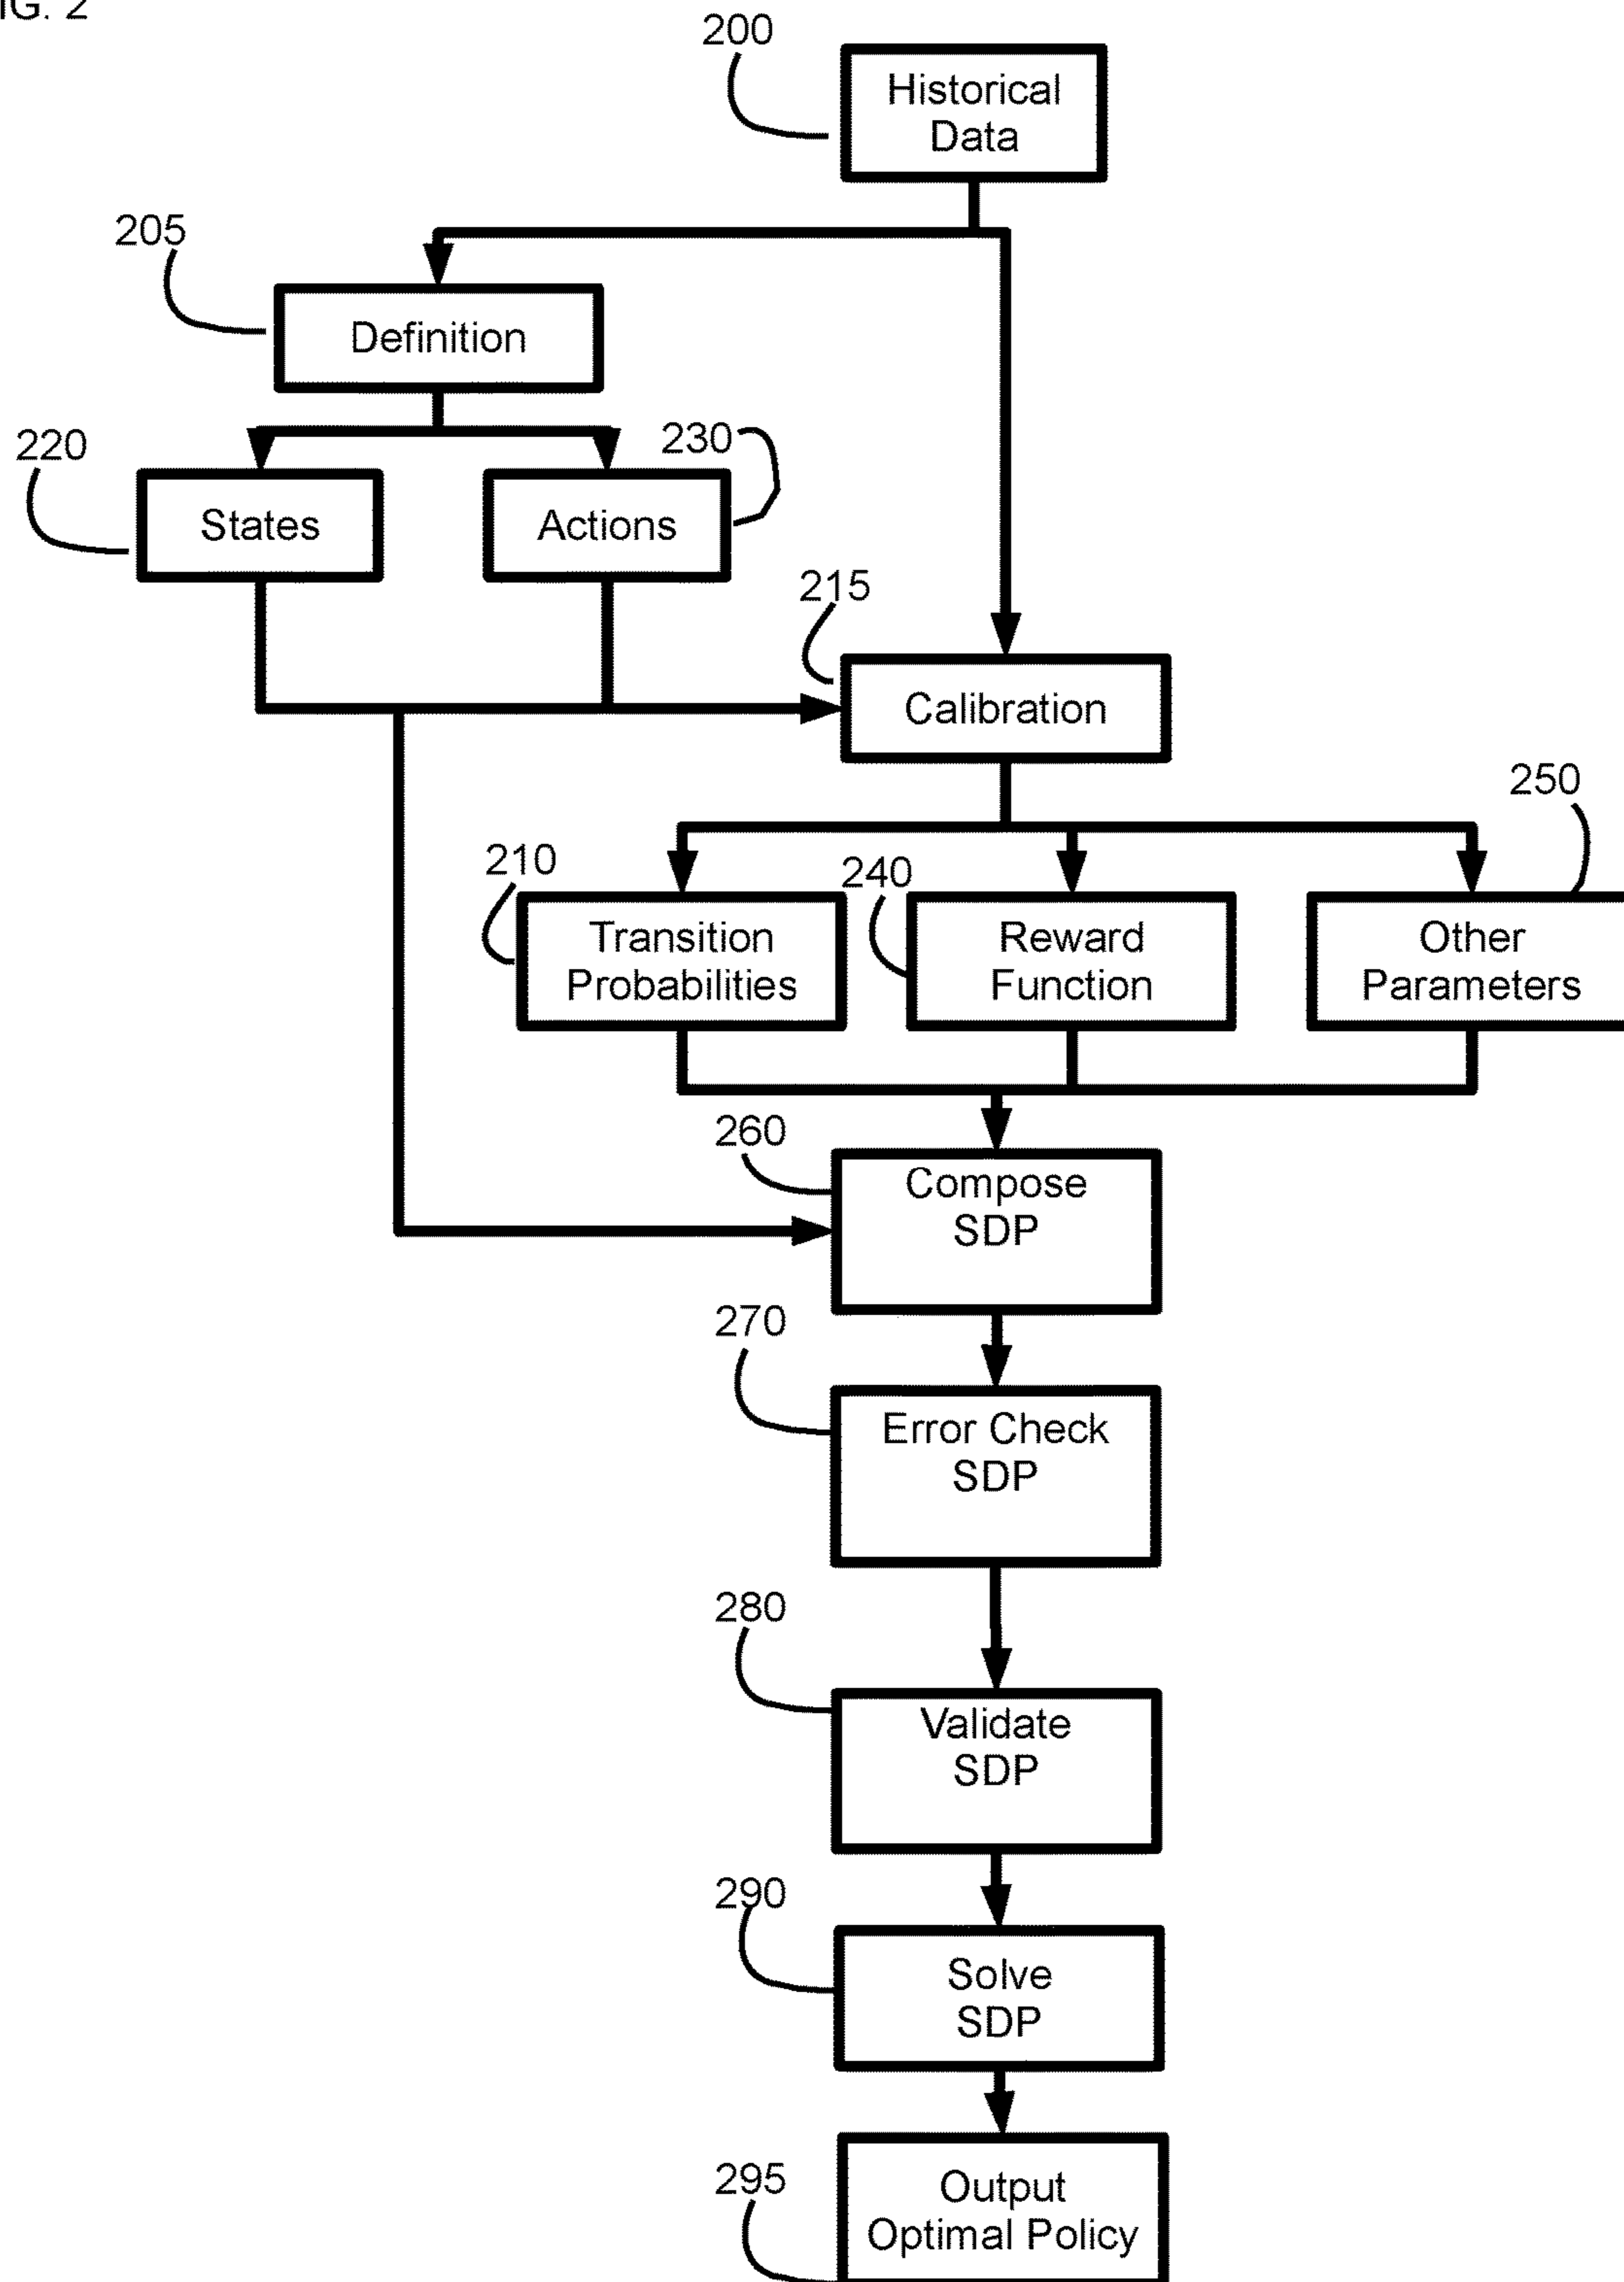 IG. 2
200
Historical
Data
205
Definition
220
230
States
Actions
215
Calibration
250
210
240
Transition
Probabilities
Reward
Function
Other
Parameters
260
Compose
SDP
270
Error Check
SDP
280
Validate
SDP
290
Solve
SDP
295
Output
Optimal Policy